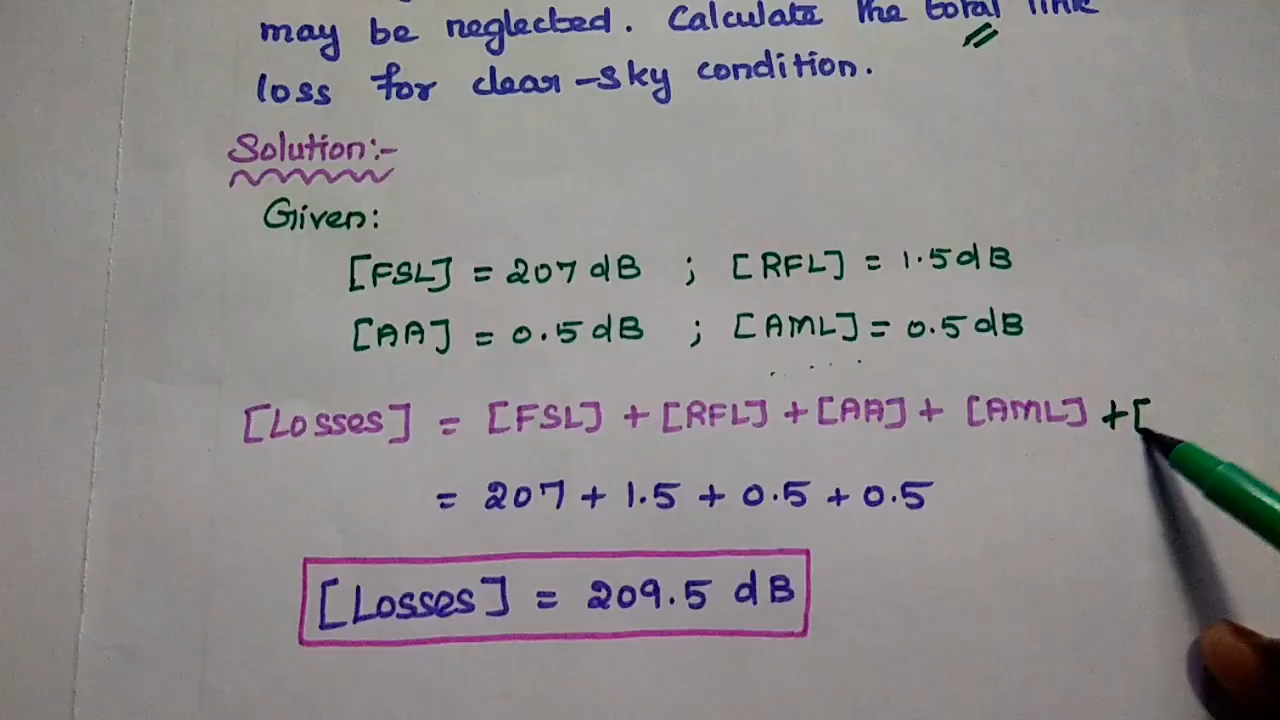 may be neglected. Calculate the total link
loss for clear-sky condition.
Solution:-
Given:
[FSL] = 207 dB ; [RFL] = 1.5 dB
[AA] = 0.5 dB ; [AML] = 0.5 dB
[Losses] = [FSL] + [RFL] + [AA] + [AML] + [
= 207 + 1.5 + 0.5 + 0.5
[Losses] = 209.5 dB